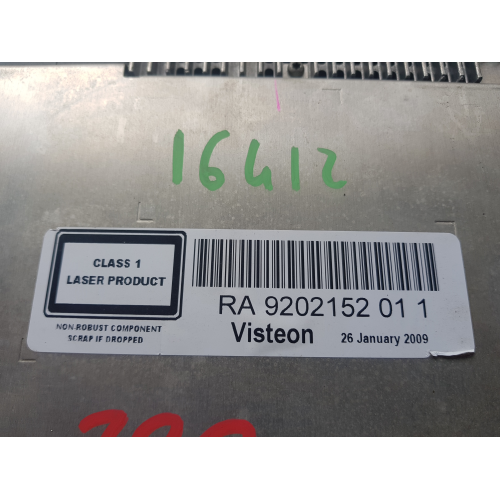 16412
CLASS 1
LASER PRODUCT
NON-ROBUST COMPONENT
SCRAP IF DROPPED
RA 9202152 01 1
Visteon
26 January 2009